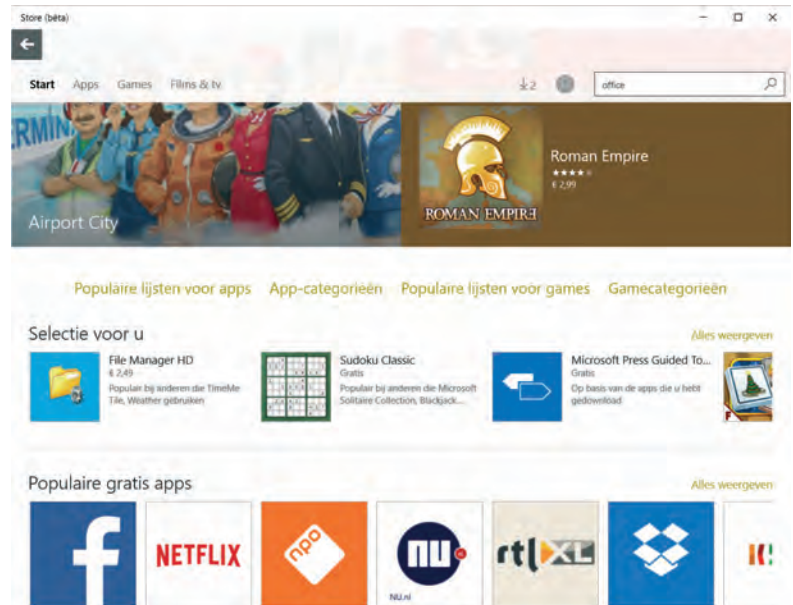 Store (bèta)
Start Apps Games Films & tv
2
office
TERMIN
Airport City
ROMAN EMPIRE
Roman Empire
€ 2,99
Populaire lijsten voor apps App-categorieën Populaire lijsten voor games Gamecategorieën
Selectie voor u
Alles weergeven
File Manager HD
€ 2,49
Populair bij anderen die TimeMe
Tile, Weather gebruiken
Sudoku Classic
Gratis
Populair bij anderen die Microsoft
Solitaire Collection, Blackjack...
Microsoft Press Guided To...
Gratis
Op basis van de apps die u hebt
gedownload
F
Populaire gratis apps
Alles weergeven
f
NETFLIX
npo
nu
NU.nl
rtl XL
K!